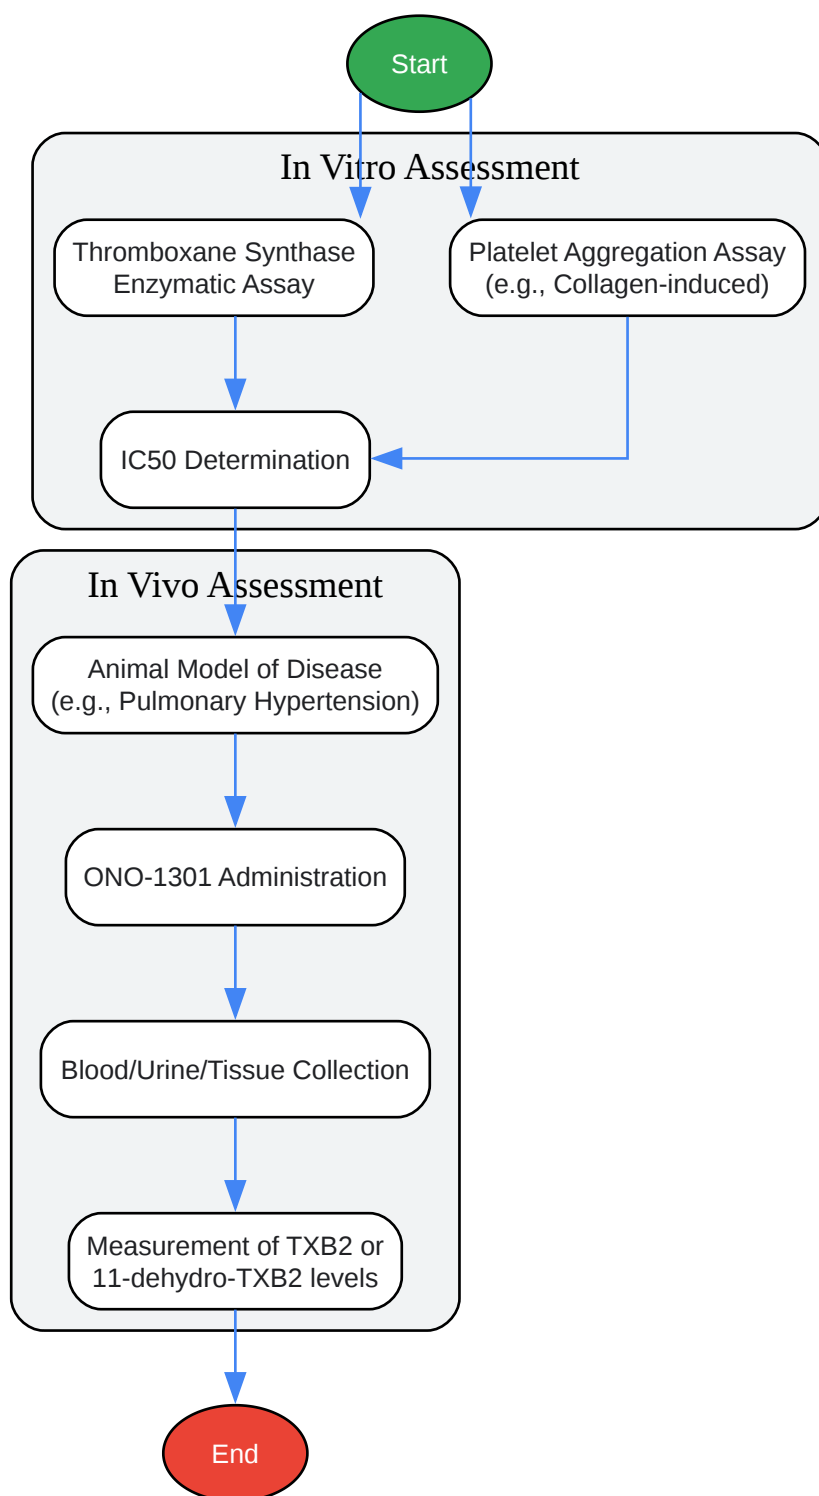 Start
In Vitro Assessment
Thromboxane Synthase
Enzymatic Assay
Platelet Aggregation Assay
(e.g., Collagen-induced)
IC50 Determination
In Vivo Assessment
Animal Model of Disease
(e.g., Pulmonary Hypertension)
ONO-1301 Administration
Blood/Urine/Tissue Collection
Measurement of TXB2 or
11-dehydro-TXB2 levels
End